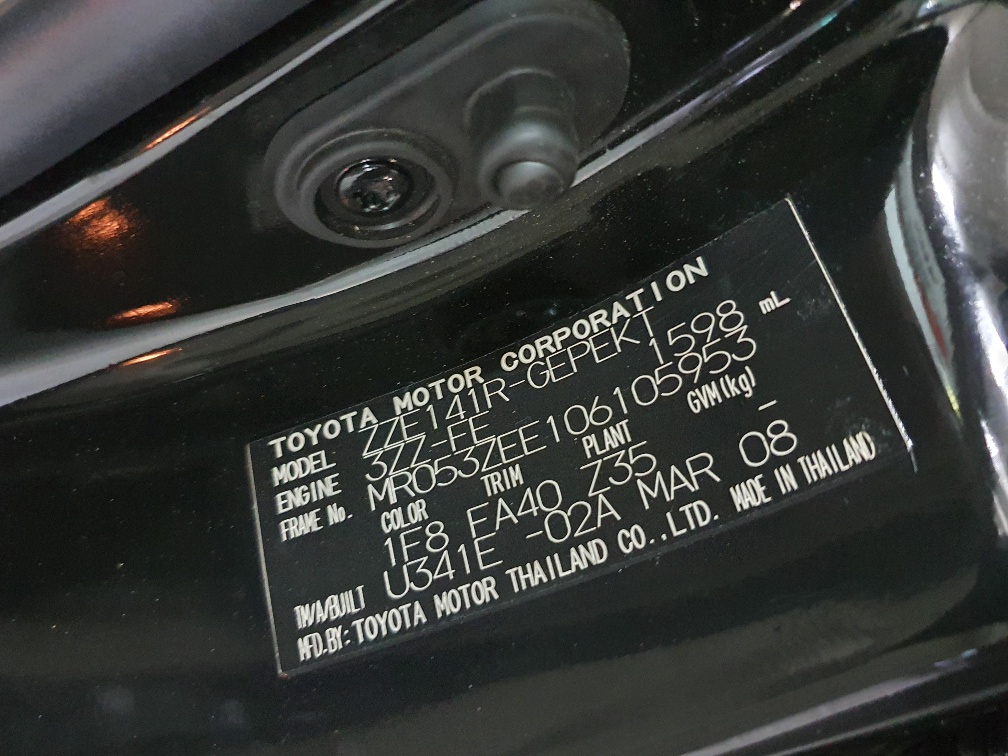 TOYOTA MOTOR CORPORATION
MODEL ZZE141R-GEPEKT
ENGINE 3ZZ-FE 1598 mL
FRAME No. MR053ZEE106105953
COLOR TRIM PLANT GVM(kg)
1F8 FA40 Z35 -
TM/A/BUILT U341E -02A MAR 08
MFD.BY: TOYOTA MOTOR THAILAND CO.,LTD. MADE IN THAILAND